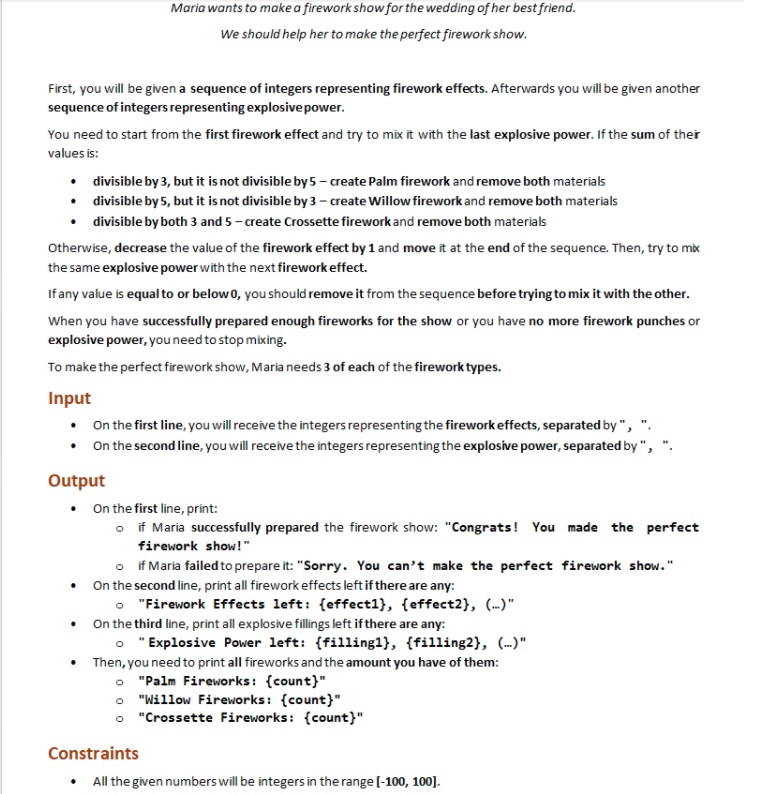 Maria wants to make a firework show for the wedding of her best friend.
We should help her to make the perfect firework show.
First, you will be given a sequence of integers representing firework effects. Afterwards you will be given another
sequence of integers representing explosive power.
You need to start from the first firework effect and try to mix it with the last explosive power. If the sum of their
values is:
• divisible by 3, but it is not divisible by 5 – create Palm firework and remove both materials
• divisible by 5, but it is not divisible by 3 – create Willow firework and remove both materials
• divisible by both 3 and 5 – create Crossette firework and remove both materials
Otherwise, decrease the value of the firework effect by 1 and move it at the end of the sequence. Then, try to mix
the same explosive power with the next firework effect.
If any value is equal to or below 0, you should remove it from the sequence before trying to mix it with the other.
When you have successfully prepared enough fireworks for the show or you have no more firework punches or
explosive power, you need to stop mixing.
To make the perfect firework show, Maria needs 3 of each of the firework types.
Input
• On the first line, you will receive the integers representing the firework effects, separated by ", ".
• On the second line, you will receive the integers representing the explosive power, separated by ", ".
Output
• On the first line, print:
o if Maria successfully prepared the firework show: "Congrats! You made the perfect
firework show!"
o if Maria failed to prepare it: "Sorry. You can’t make the perfect firework show."
• On the second line, print all firework effects left if there are any:
o "Firework Effects left: {effect1}, {effect2}, (…)"
• On the third line, print all explosive fillings left if there are any:
o "Explosive Power left: {filling1}, {filling2}, (…)"
• Then, you need to print all fireworks and the amount you have of them:
o "Palm Fireworks: {count}"
o "Willow Fireworks: {count}"
o "Crossette Fireworks: {count}"
Constraints
• All the given numbers will be integers in the range [-100, 100].